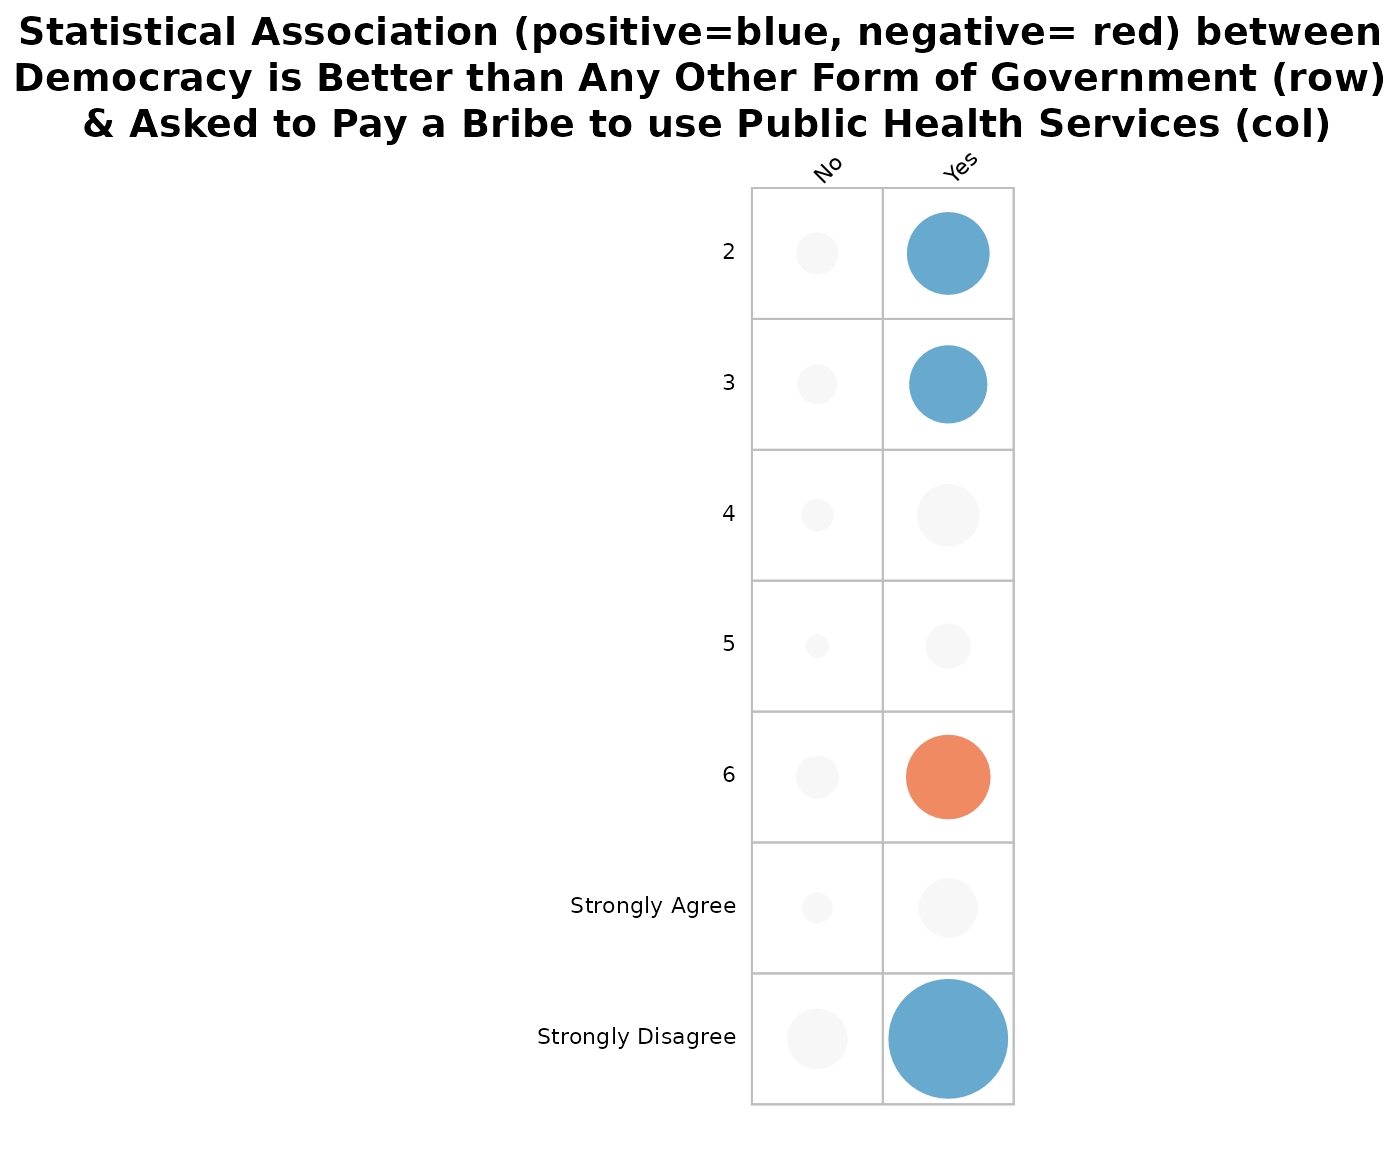 Statistical Association (positive=blue, negative= red) between
Democracy is Better than Any Other Form of Government (row)
& Asked to Pay a Bribe to use Public Health Services (col)
No Yes
2
3
4
5
6
Strongly Agree
Strongly Disagree